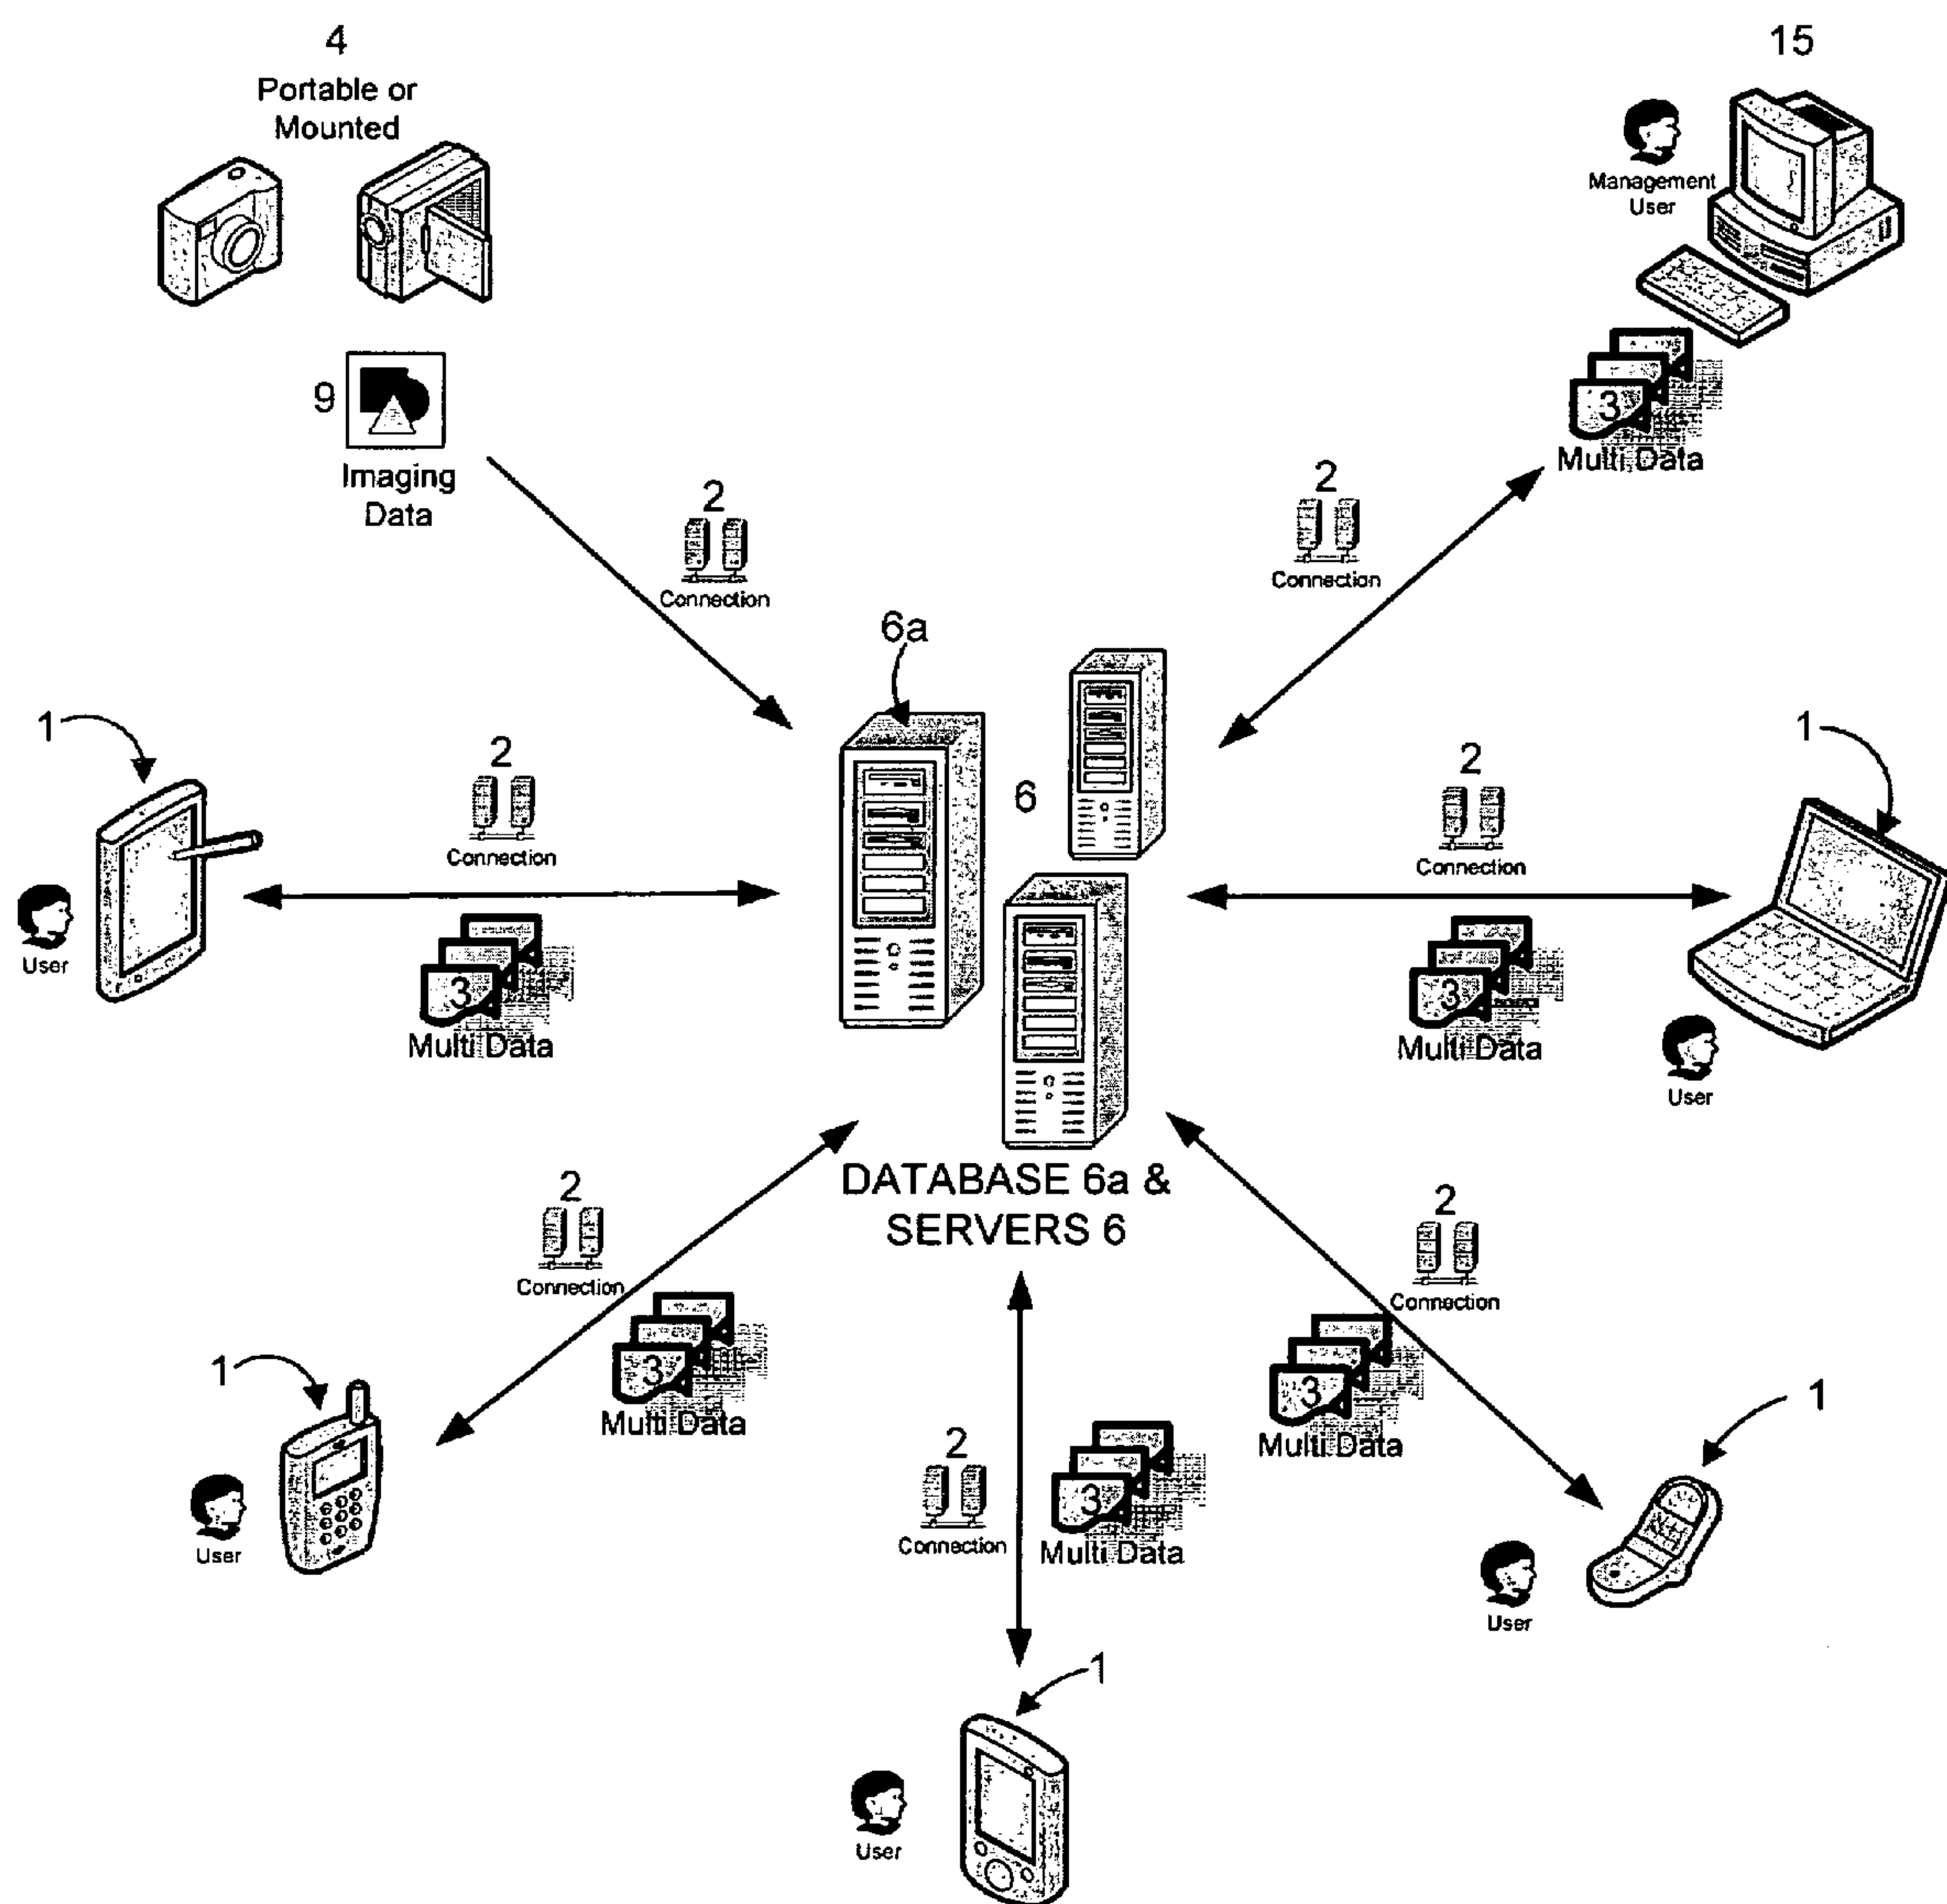 4
Portable or
Mounted
15
Management
User
9
Imaging
Data
3
Multi Data
2
Connection
2
Connection
6a
1
2
Connection
User
3
Multi Data
6
1
2
Connection
3
Multi Data
User
DATABASE 6a &
SERVERS 6
2
Connection
3
Multi Data
1
User
2
Connection
3
Multi Data
2
Connection
3
Multi Data
1
User
1
User